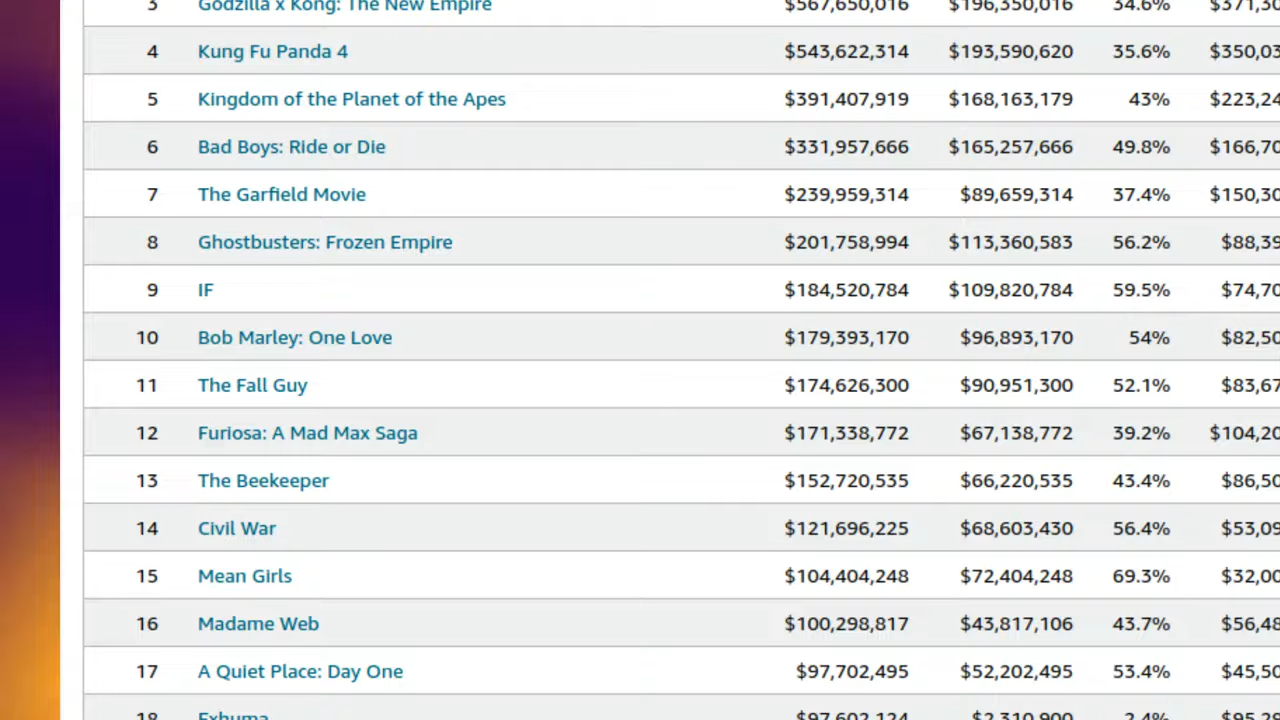 3 Godzilla x Kong: The New Empire $567,650,016 $196,350,016 34.6% $371,30
4 Kung Fu Panda 4 $543,622,314 $193,590,620 35.6% $350,03
5 Kingdom of the Planet of the Apes $391,407,919 $168,163,179 43% $223,24
6 Bad Boys: Ride or Die $331,957,666 $165,257,666 49.8% $166,70
7 The Garfield Movie $239,959,314 $89,659,314 37.4% $150,30
8 Ghostbusters: Frozen Empire $201,758,994 $113,360,583 56.2% $88,39
9 IF $184,520,784 $109,820,784 59.5% $74,70
10 Bob Marley: One Love $179,393,170 $96,893,170 54% $82,50
11 The Fall Guy $174,626,300 $90,951,300 52.1% $83,67
12 Furiosa: A Mad Max Saga $171,338,772 $67,138,772 39.2% $104,20
13 The Beekeeper $152,720,535 $66,220,535 43.4% $86,50
14 Civil War $121,696,225 $68,603,430 56.4% $53,09
15 Mean Girls $104,404,248 $72,404,248 69.3% $32,00
16 Madame Web $100,298,817 $43,817,106 43.7% $56,48
17 A Quiet Place: Day One $97,702,495 $52,202,495 53.4% $45,50
18 Exhuma $97,602,124 $2,310,900 2.4% $95,29